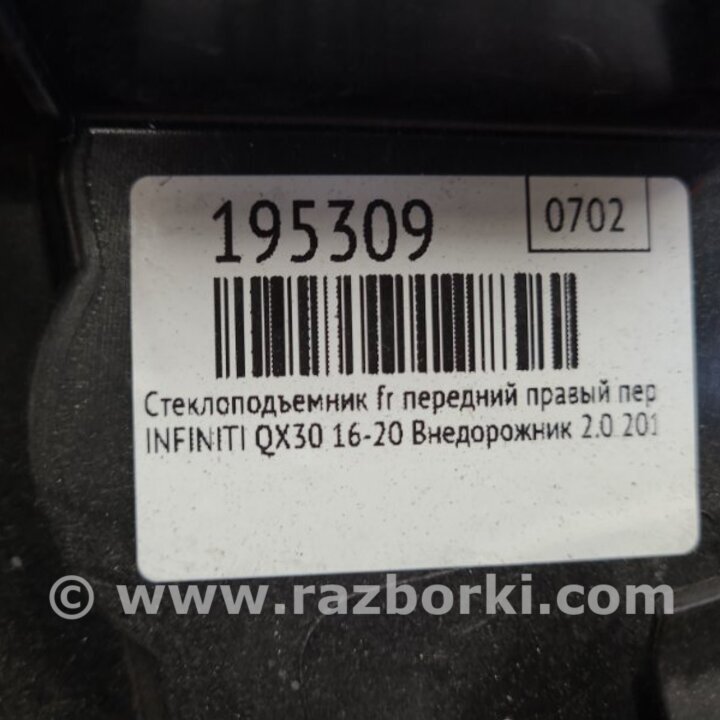 195309
0702
Стеклоподъемник fr передний правый пер
INFINITI QX30 16-20 Внедорожник 2.0 201
© www.razborki.com